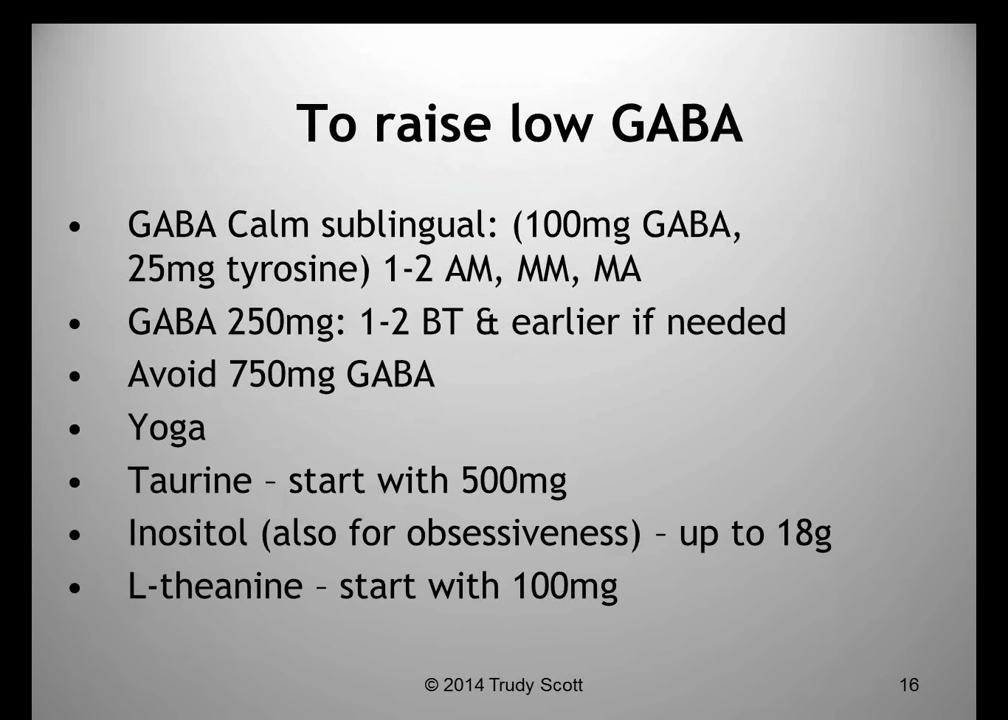 To raise low GABA
• GABA Calm sublingual: (100mg GABA,
25mg tyrosine) 1-2 AM, MM, MA
• GABA 250mg: 1-2 BT & earlier if needed
• Avoid 750mg GABA
• Yoga
• Taurine – start with 500mg
• Inositol (also for obsessiveness) – up to 18g
• L-theanine – start with 100mg
© 2014 Trudy Scott
16